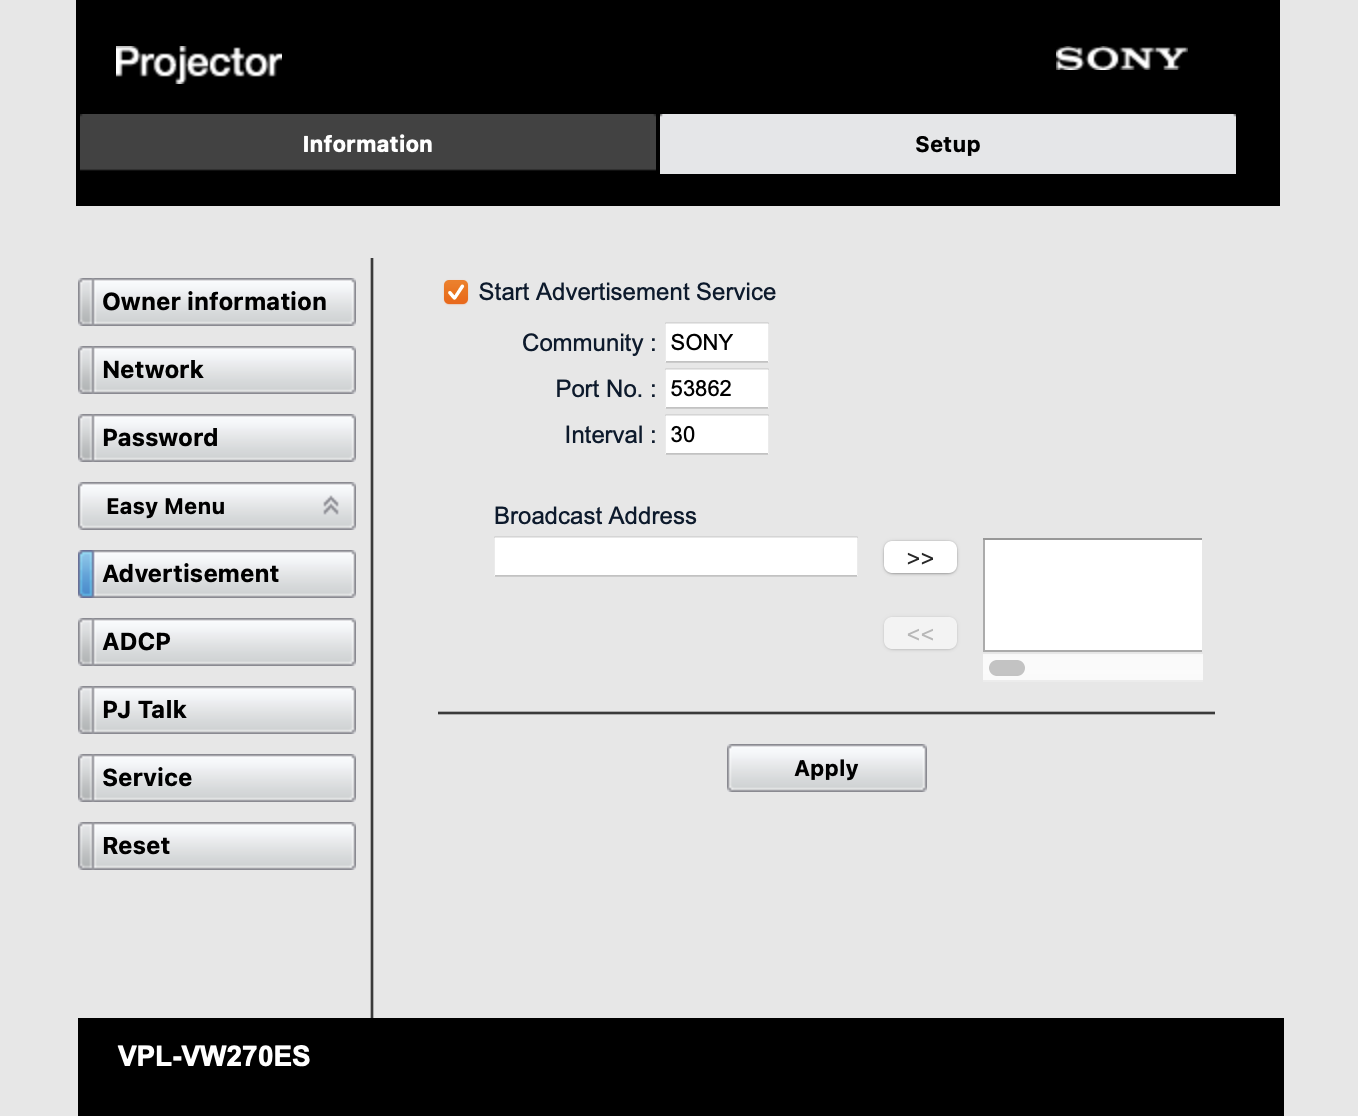 Projector
SONY
Information
Setup
Owner information
Network
Password
Easy Menu
Advertisement
ADCP
PJ Talk
Service
Reset
Start Advertisement Service
Community : SONY
Port No. : 53862
Interval : 30
Broadcast Address
>>
<<
Apply
VPL-VW270ES